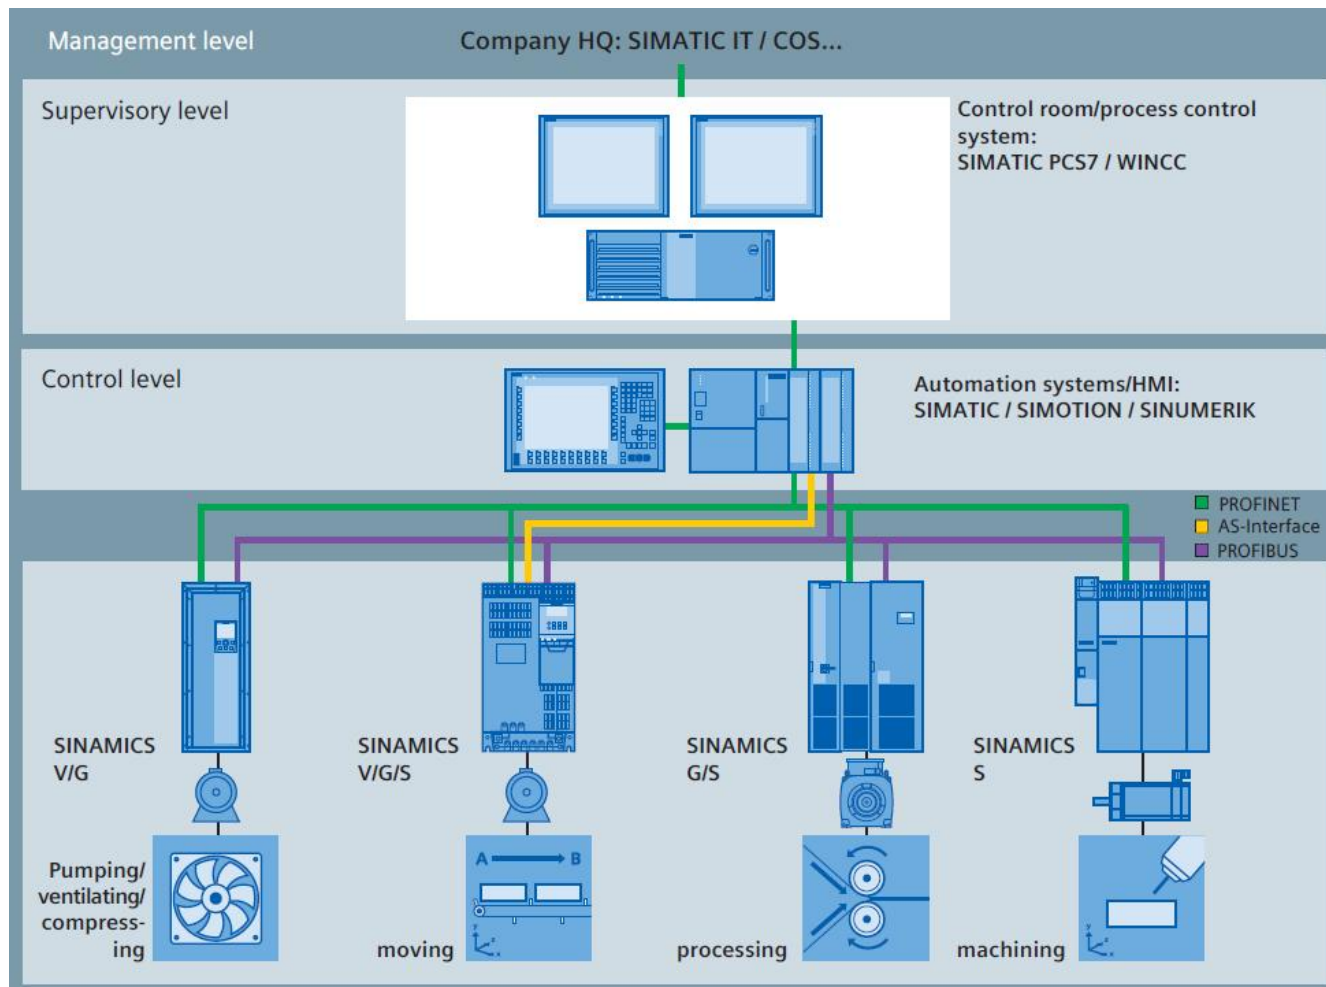 Management level
Company HQ: SIMATIC IT / COS...
Supervisory level
Control room/process control
system:
SIMATIC PCS7 / WINCC
Control level
Automation systems/HMI:
SIMATIC / SIMOTION / SINUMERIK
PROFINET
AS-Interface
PROFIBUS
SINAMICS
V/G
SINAMICS
V/G/S
SINAMICS
G/S
SINAMICS
S
Pumping/
ventilating/
compress-
ing
A
B
y
z
x
moving
processing
machining
y
z
x